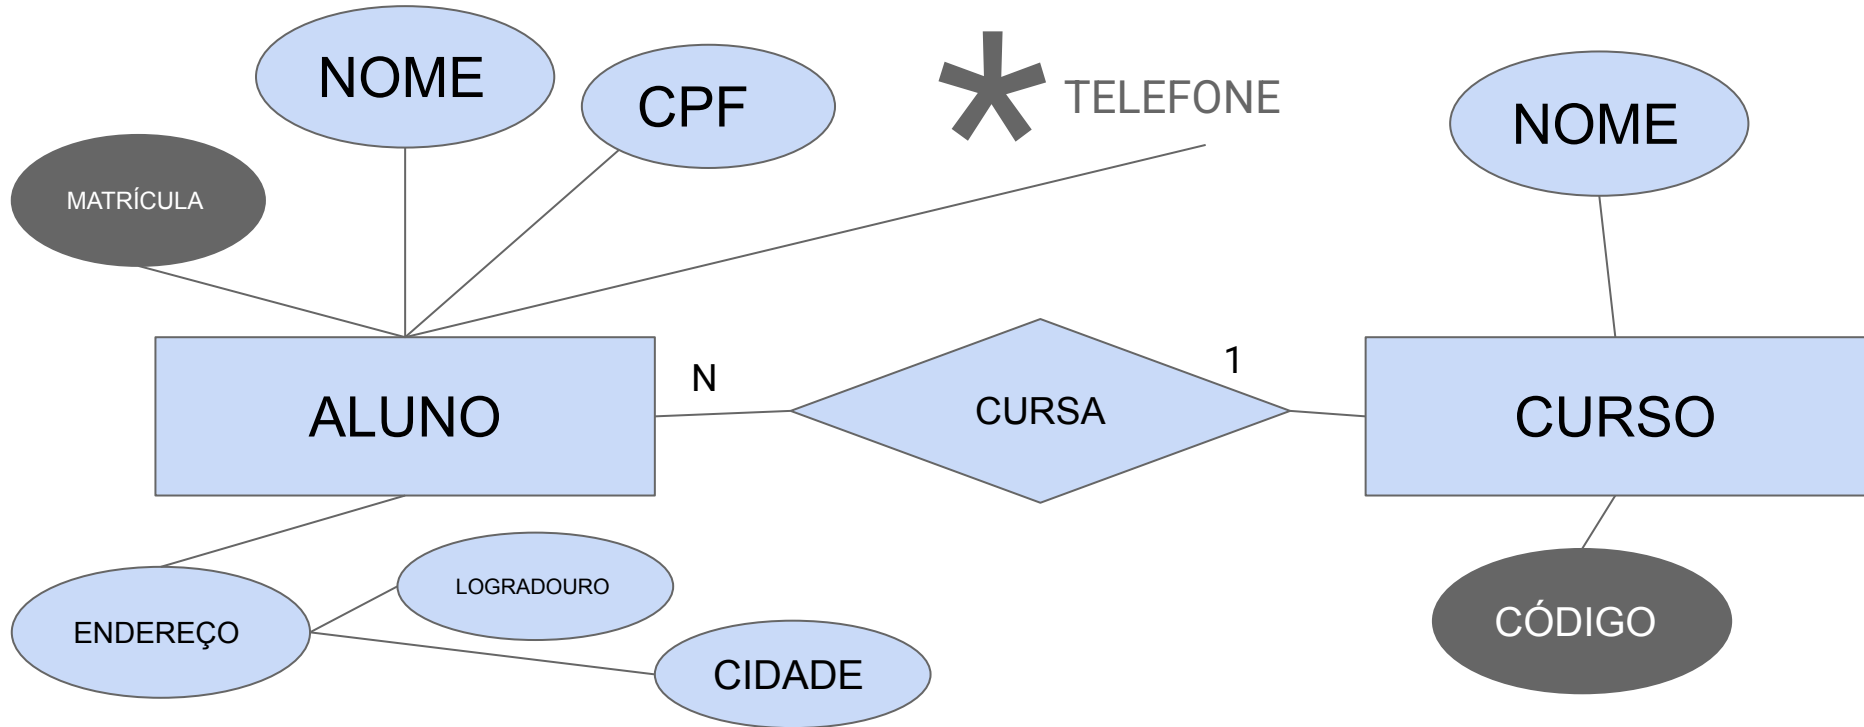 NOME
CPF
* TELEFONE
NOME
MATRÍCULA
ALUNO
N
CURSA
1
CURSO
ENDEREÇO
LOGRADOURO
CIDADE
CÓDIGO